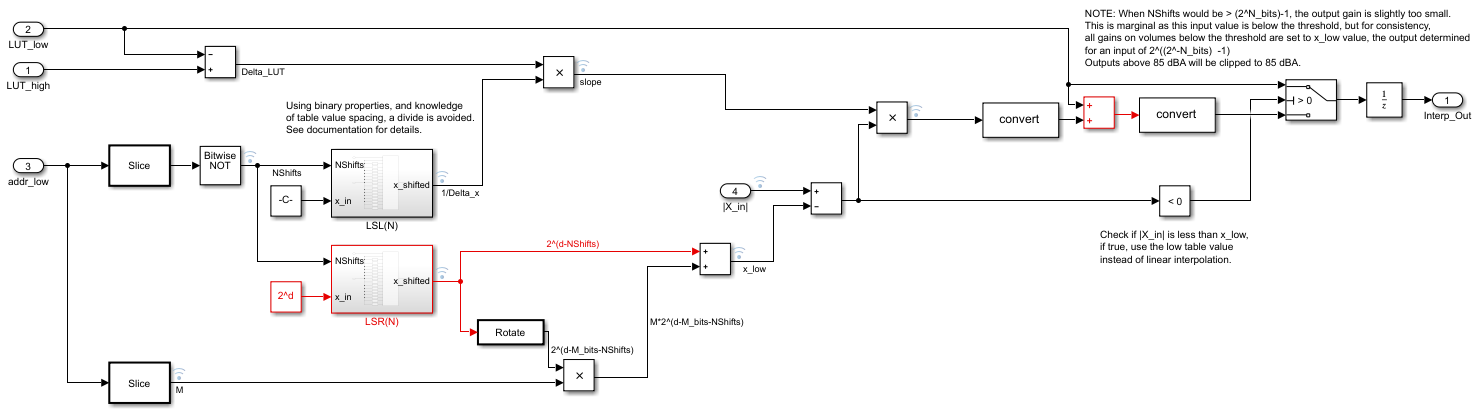 NOTE: When NShifts would be > (2^N_bits)-1, the output gain is slightly too small.
This is marginal as this input value is below the threshold, but for consistency,
all gains on volumes below the threshold are set to x_low value, the output determined
for an input of 2^((2^-N_bits)  -1)
Outputs above 85 dBA will be clipped to 85 dBA.
2
LUT_low
1
LUT_high
−
+
Delta_LUT
×
slope
Using binary properties, and knowledge
of table value spacing, a divide is avoided.
See documentation for details.
3
addr_low
Slice
Bitwise
NOT
NShifts
-C-
NShifts
x_in
x_shifted
LSL(N)
1/Delta_x
2^d
NShifts
x_in
x_shifted
LSR(N)
2^(d-NShifts)
Rotate
2^(d-M_bits-NShifts)
Slice
M
×
M*2^(d-M_bits-NShifts)
+
+
x_low
4
|X_in|
+
−
×
convert
+
+
convert
> 0
1
z
1
Interp_Out
< 0
Check if |X_in| is less than x_low,
if true, use the low table value
instead of linear interpolation.